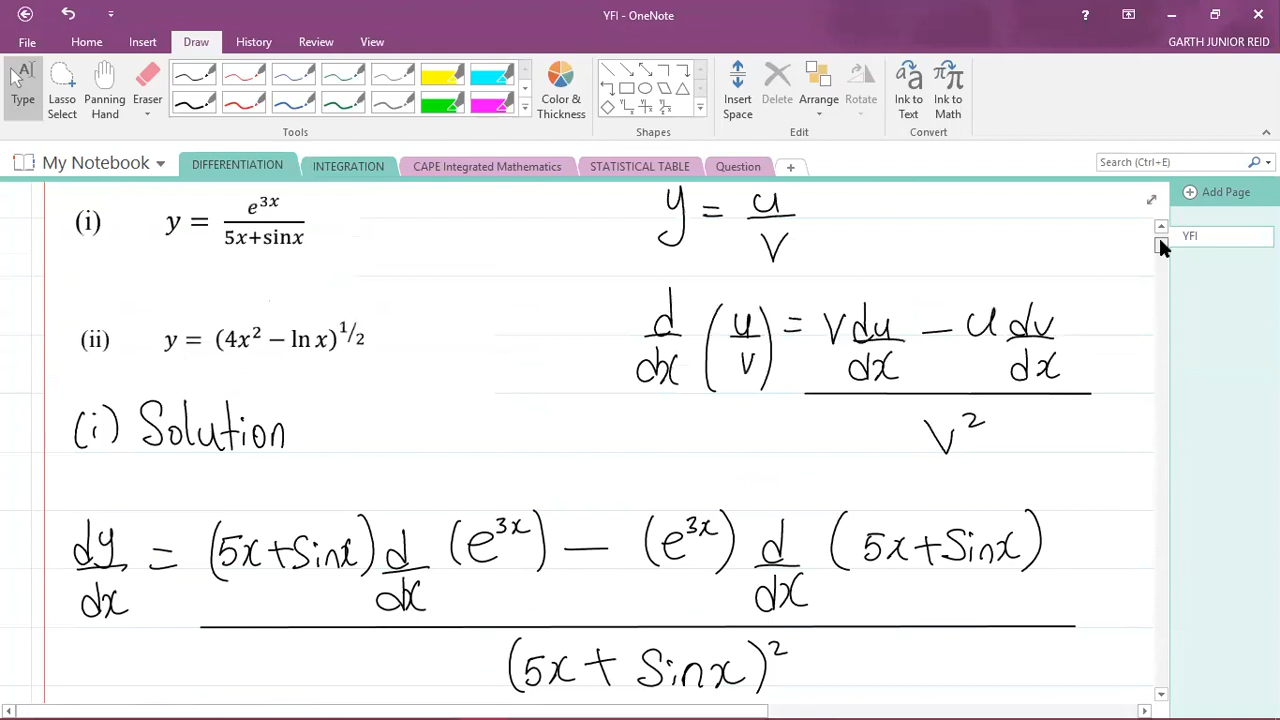 YFI - OneNote
GARTH JUNIOR REID
File Home Insert Draw History Review View
Type
Lasso Select
Panning Hand
Eraser
Color & Thickness
Insert Space
Delete
Arrange
Rotate
Ink to Text
Ink to Math
Tools Shapes Edit Convert
My Notebook DIFFERENTIATION INTEGRATION CAPE Integrated Mathematics STATISTICAL TABLE Question
Search (Ctrl+E)
Add Page
YFI
(i) y = e^{3x} / (5x+sinx)
y = u / v
(ii) y = (4x² − ln x)^{1/2}
d/dx (u/v) = (v du/dx − u dv/dx) / v²
(i) Solution
dy/dx = ((5x+Sinx) d/dx (e^{3x}) − (e^{3x}) d/dx (5x+Sinx)) / (5x + Sinx)²